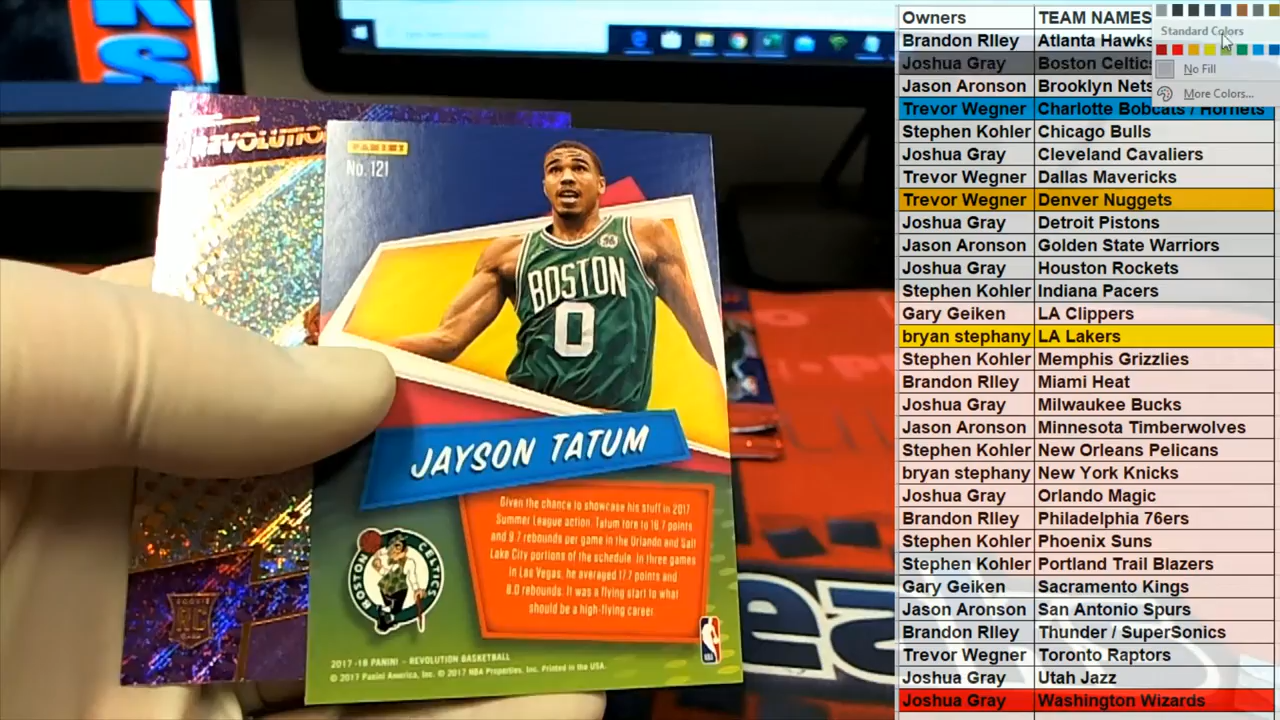 KS
REVOLUTION
PANINI
No. 121
BOSTON
0
JAYSON TATUM
Given the chance to showcase his stuff in 2017
Summer League action, Tatum tore to 18.7 points
and 9.7 rebounds per game in the Orlando and Salt
Lake City portions of the schedule. In three games
in Las Vegas, he averaged 17.7 points and
8.0 rebounds. It was a flying start to what
should be a high-flying career.
BOSTON CELTICS
NBA
2017-18 PANINI - REVOLUTION BASKETBALL
© 2017 Panini America, Inc. © 2017 NBA Properties, Inc. Printed in the USA.
ROOKIE
RC
Owners TEAM NAMES
Brandon RIley Atlanta Hawks
Joshua Gray Boston Celtics
Jason Aronson Brooklyn Nets
Trevor Wegner Charlotte Bobcats / Hornets
Stephen Kohler Chicago Bulls
Joshua Gray Cleveland Cavaliers
Trevor Wegner Dallas Mavericks
Trevor Wegner Denver Nuggets
Joshua Gray Detroit Pistons
Jason Aronson Golden State Warriors
Joshua Gray Houston Rockets
Stephen Kohler Indiana Pacers
Gary Geiken LA Clippers
bryan stephany LA Lakers
Stephen Kohler Memphis Grizzlies
Brandon RIley Miami Heat
Joshua Gray Milwaukee Bucks
Jason Aronson Minnesota Timberwolves
Stephen Kohler New Orleans Pelicans
bryan stephany New York Knicks
Joshua Gray Orlando Magic
Brandon RIley Philadelphia 76ers
Stephen Kohler Phoenix Suns
Stephen Kohler Portland Trail Blazers
Gary Geiken Sacramento Kings
Jason Aronson San Antonio Spurs
Brandon RIley Thunder / SuperSonics
Trevor Wegner Toronto Raptors
Joshua Gray Utah Jazz
Joshua Gray Washington Wizards
Standard Colors
No Fill
More Colors...